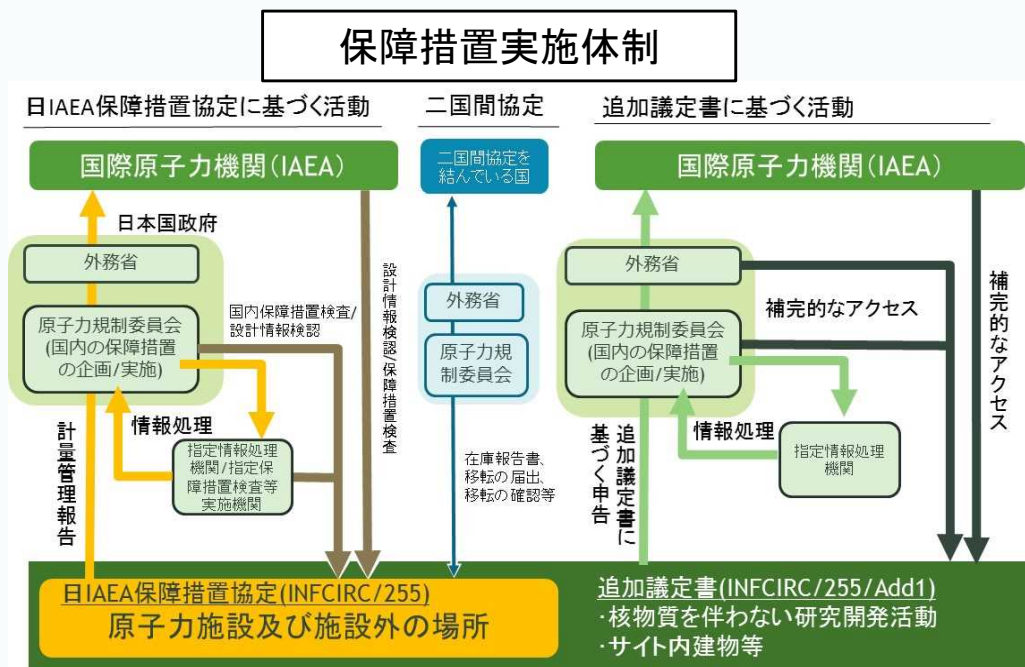 保障措置実施体制
日IAEA保障措置協定に基づく活動
国際原子力機関(IAEA)
日本国政府
外務省
原子力規制委員会
(国内の保障措置
の企画/実施)
国内保障措置検査/
設計情報検認
設計情報検認/保障措置検査
情報処理
指定情報処理
機関/指定保
障措置検査等
実施機関
計量管理報告
二国間協定
二国間協定を
結んでいる国
外務省
原子力規
制委員会
在庫報告書、
移転の届出、
移転の確認等
追加議定書に基づく活動
国際原子力機関(IAEA)
外務省
原子力規制委員会
(国内の保障措置
の企画/実施)
補完的なアクセス
補完的なアクセス
情報処理
指定情報処理
機関
追加議定書に
基づく申告
日IAEA保障措置協定(INFCIRC/255)
原子力施設及び施設外の場所
追加議定書(INFCIRC/255/Add1)
・核物質を伴わない研究開発活動
・サイト内建物等